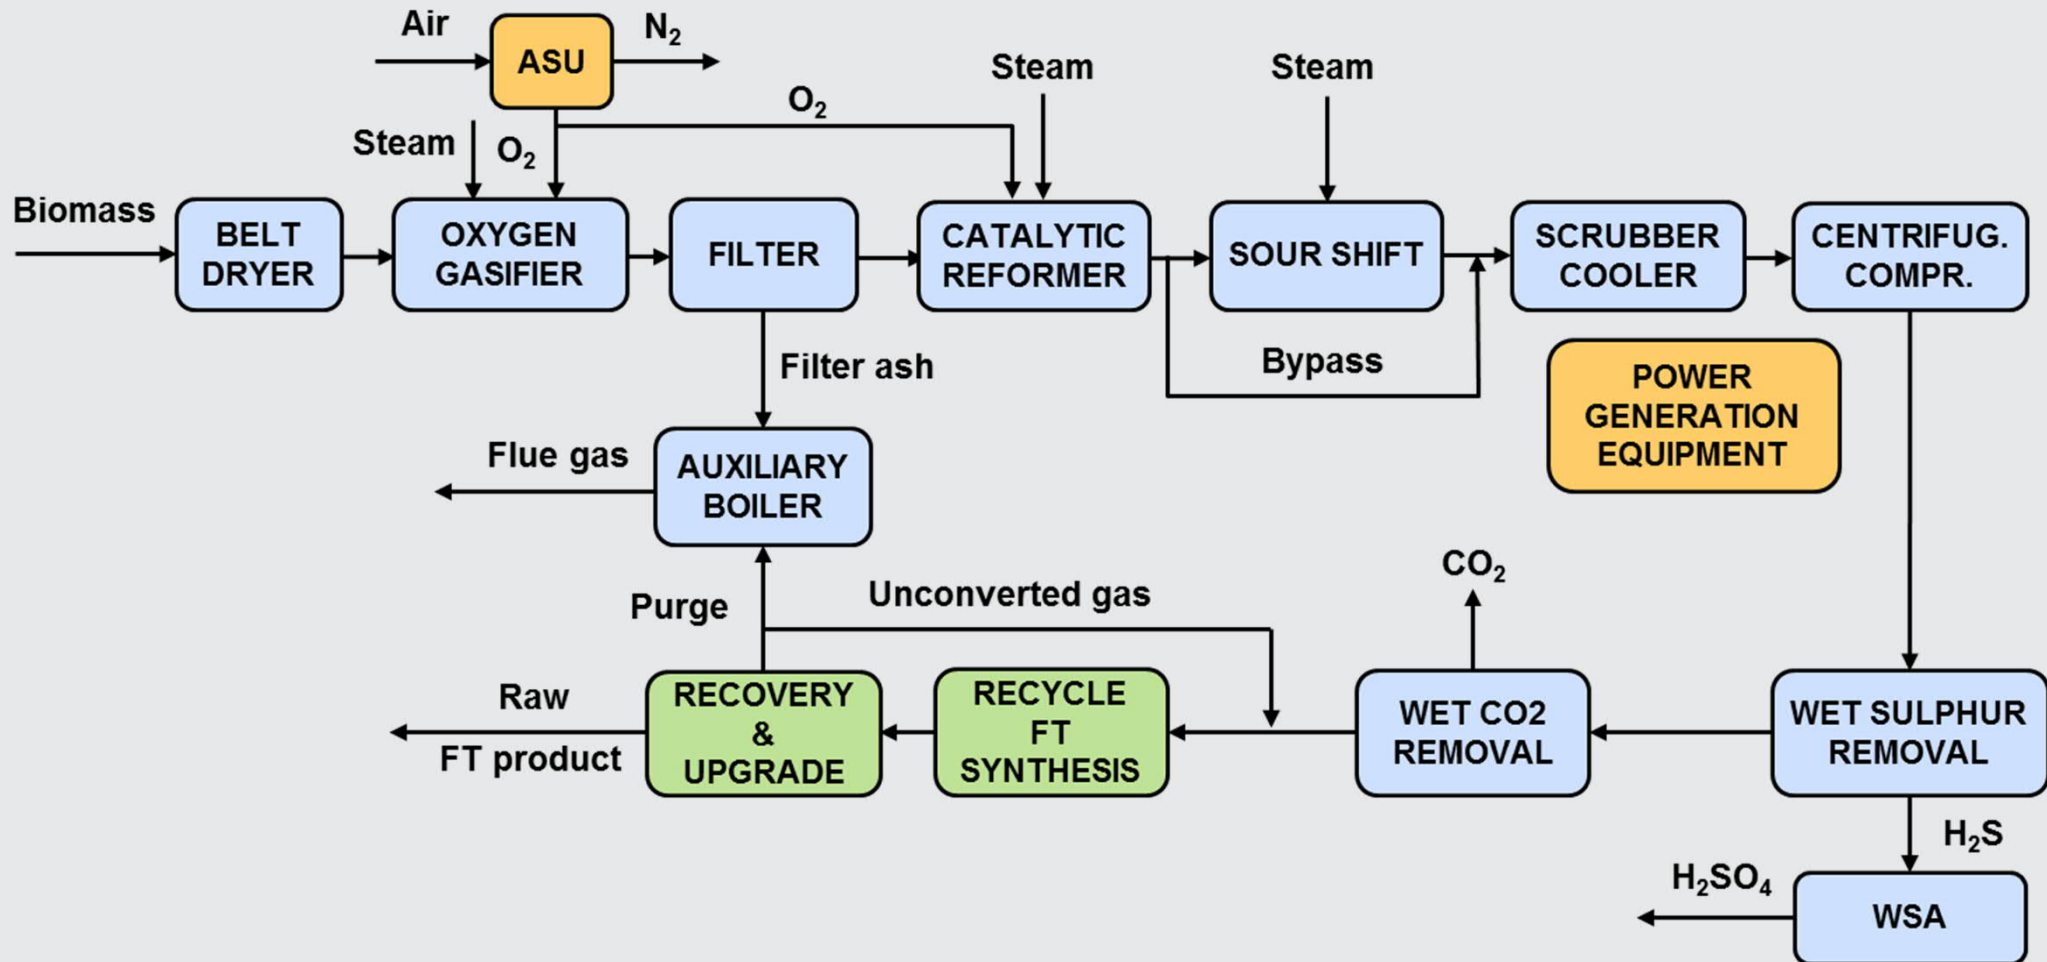 Air
ASU
N₂
Steam
Steam
O₂
Steam
O₂
Biomass
BELT
DRYER
OXYGEN
GASIFIER
FILTER
CATALYTIC
REFORMER
SOUR SHIFT
SCRUBBER
COOLER
CENTRIFUG.
COMPR.
Filter ash
Bypass
POWER
GENERATION
EQUIPMENT
Flue gas
AUXILIARY
BOILER
CO₂
Purge
Unconverted gas
Raw
FT product
RECOVERY
&
UPGRADE
RECYCLE
FT
SYNTHESIS
WET CO2
REMOVAL
WET SULPHUR
REMOVAL
H₂S
H₂SO₄
WSA